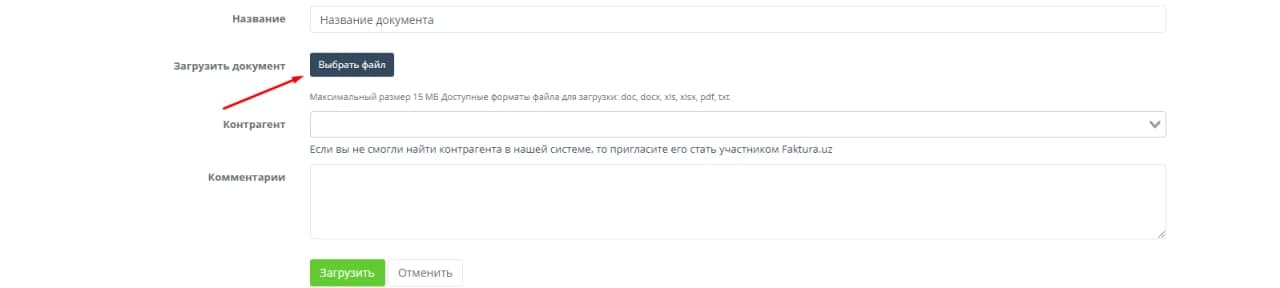 Название
Название документа
Загрузить документ
Выбрать файл
Максимальный размер 15 МБ Доступные форматы файла для загрузки: doc, docx, xls, xlsx, pdf, txt
Контрагент
Если вы не смогли найти контрагента в нашей системе, то пригласите его стать участником Faktura.uz
Комментарии
Загрузить
Отменить